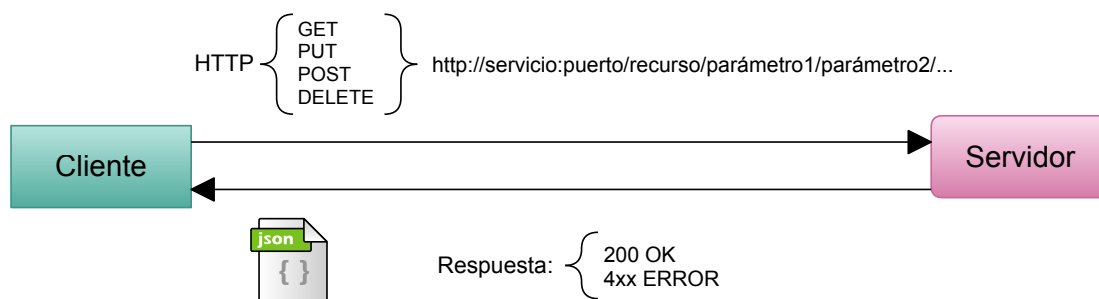 HTTP
GET
PUT
POST
DELETE
http://servicio:puerto/recurso/parámetro1/parámetro2/...
Cliente
Servidor
json
{ }
Respuesta:
200 OK
4xx ERROR